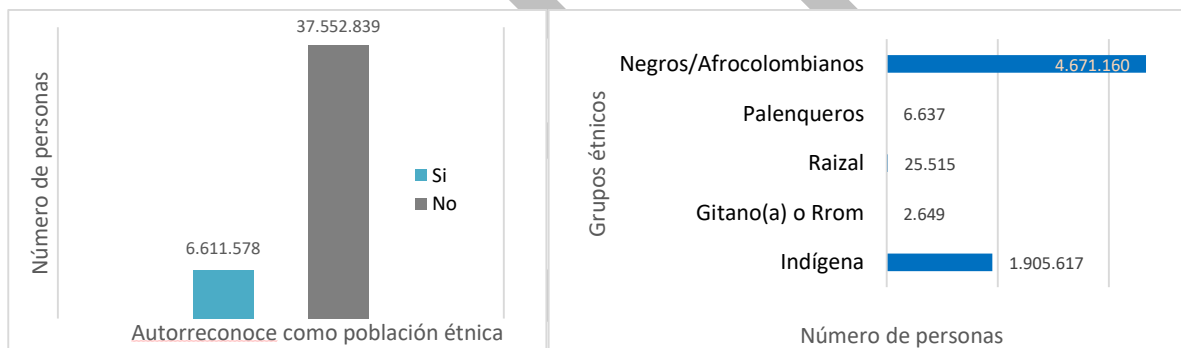 37.552.839
Número de personas
Si
No
6.611.578
Autorreconoce como población étnica
Grupos étnicos
Negros/Afrocolombianos
4.671.160
Palenqueros
6.637
Raizal
25.515
Gitano(a) o Rrom
2.649
Indígena
1.905.617
Número de personas